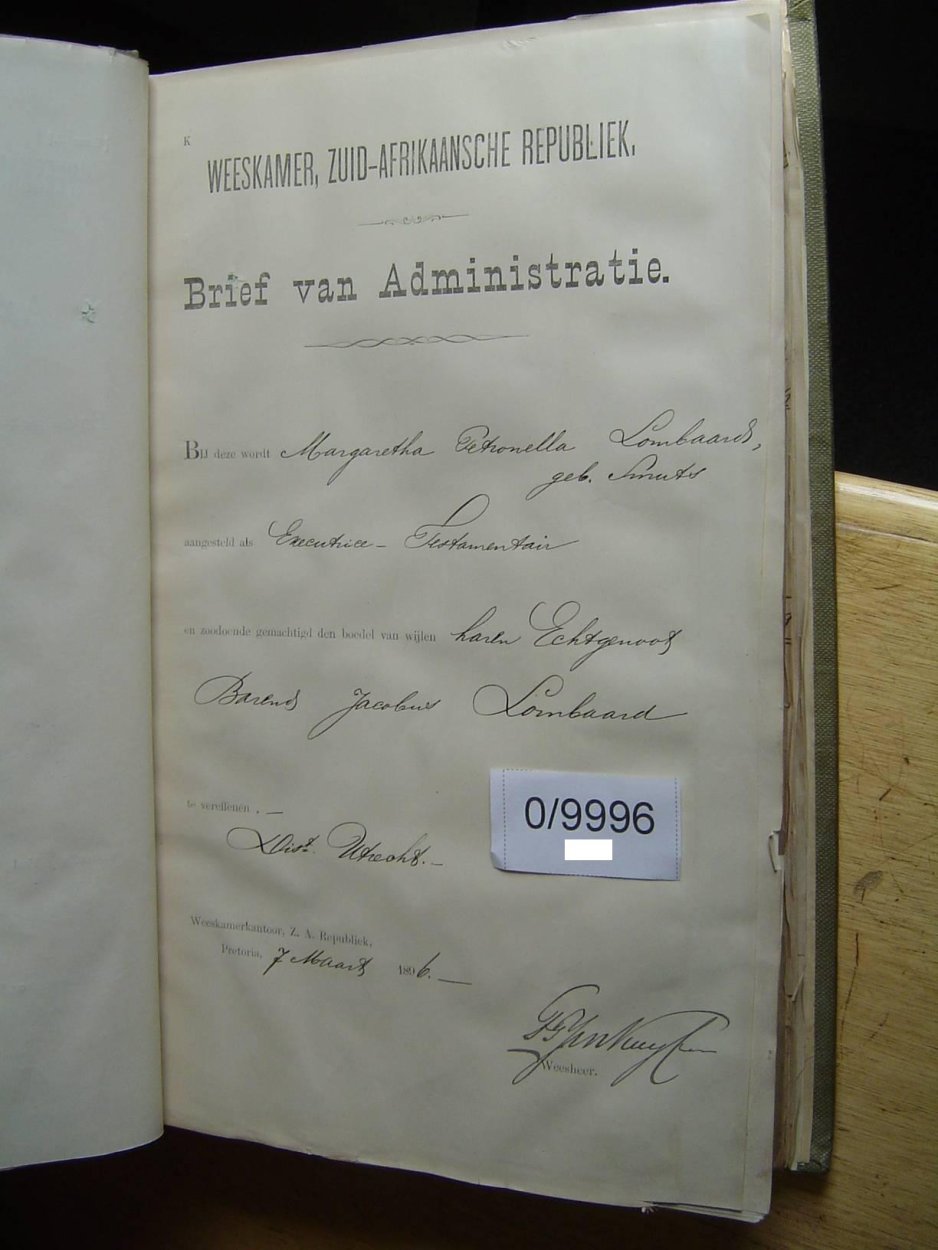 K
WEESKAMER, ZUID-AFRIKAANSCHE REPUBLIEK.
Brief van Administratie.
Bij deze wordt Margaretha Petronella Lombaard,
geb. Smuts
aangesteld als Executrice - Testamentair
en zoodoende gemachtigd den boedel van wijlen haren Echtgenoot
Barend Jacobus Lombaard
te vereffenen. —
Dist. Utrecht. —
0/9996
Weeskamerkantoor, Z. A. Republiek,
Pretoria, 7 Maart 1896. —
Weesheer.